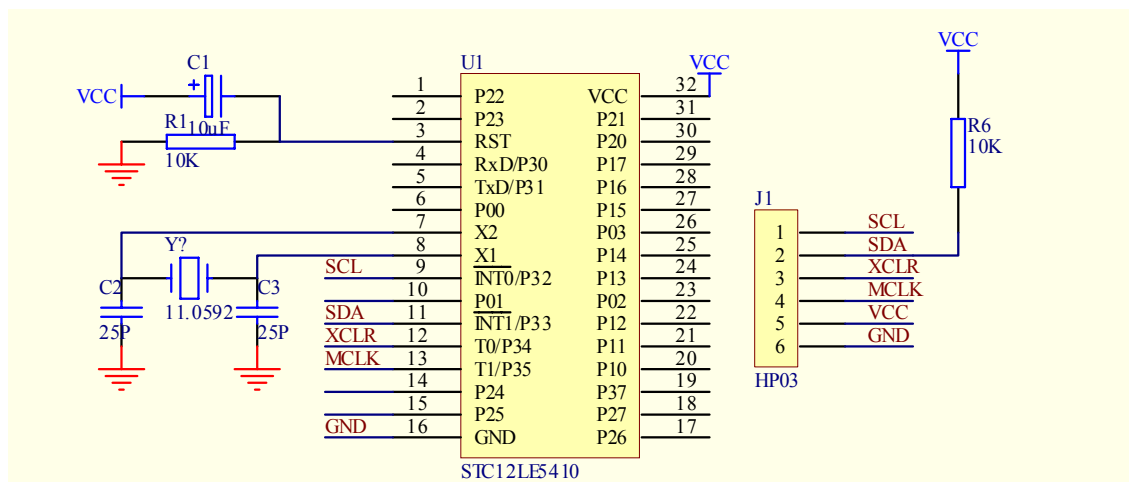 C1
VCC
+
10uF
R1
10K
Y?
11.0592
C2
25P
C3
25P
U1
VCC
1 P22
2 P23
3 RST
4 RxD/P30
5 TxD/P31
6 P00
7 X2
8 X1
SCL 9 INT0/P32
10 P01
SDA 11 INT1/P33
XCLR 12 T0/P34
MCLK 13 T1/P35
14 P24
15 P25
GND 16 GND
VCC 32
P21 31
P20 30
P17 29
P16 28
P15 27
P03 26
P14 25
P13 24
P02 23
P12 22
P11 21
P10 20
P37 19
P27 18
P26 17
STC12LE5410
VCC
R6
10K
J1
1 SCL
2 SDA
3 XCLR
4 MCLK
5 VCC
6 GND
HP03